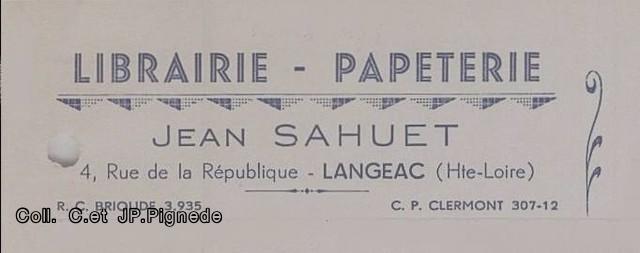 LIBRAIRIE - PAPETERIE
JEAN SAHUET
4, Rue de la République - LANGEAC (Hte-Loire)
R. C. BRIOUDE 3.935 C. P. CLERMONT 307-12
Coll. C.et JP.Pignede